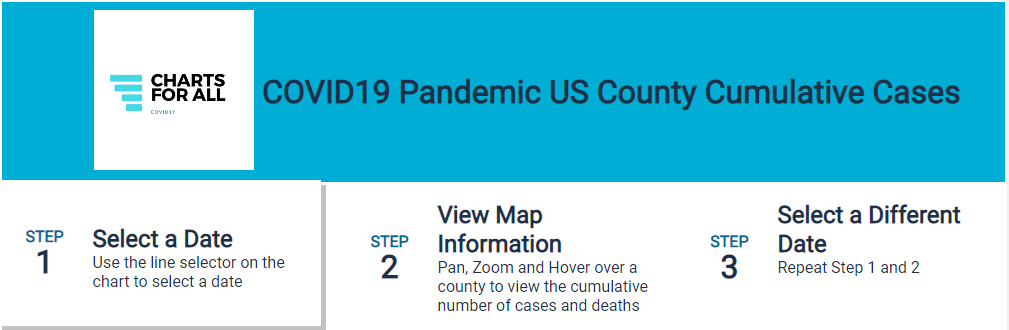 CHARTS
FOR ALL
COVID19
COVID19 Pandemic US County Cumulative Cases
STEP
1
Select a Date
Use the line selector on the
chart to select a date
STEP
2
View Map
Information
Pan, Zoom and Hover over a
county to view the cumulative
number of cases and deaths
STEP
3
Select a Different
Date
Repeat Step 1 and 2